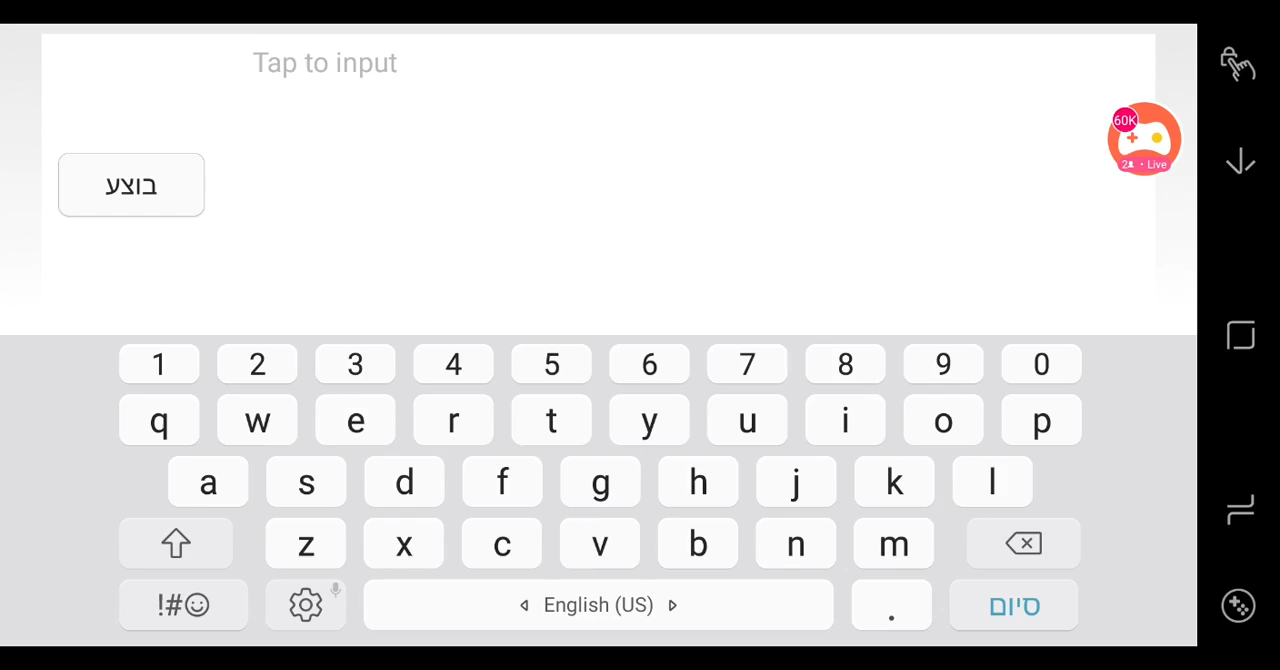 Tap to input
60K
2 • Live
בוצע
1 2 3 4 5 6 7 8 9 0
q w e r t y u i o p
a s d f g h j k l
z x c v b n m
!#☺ English (US) . סיום